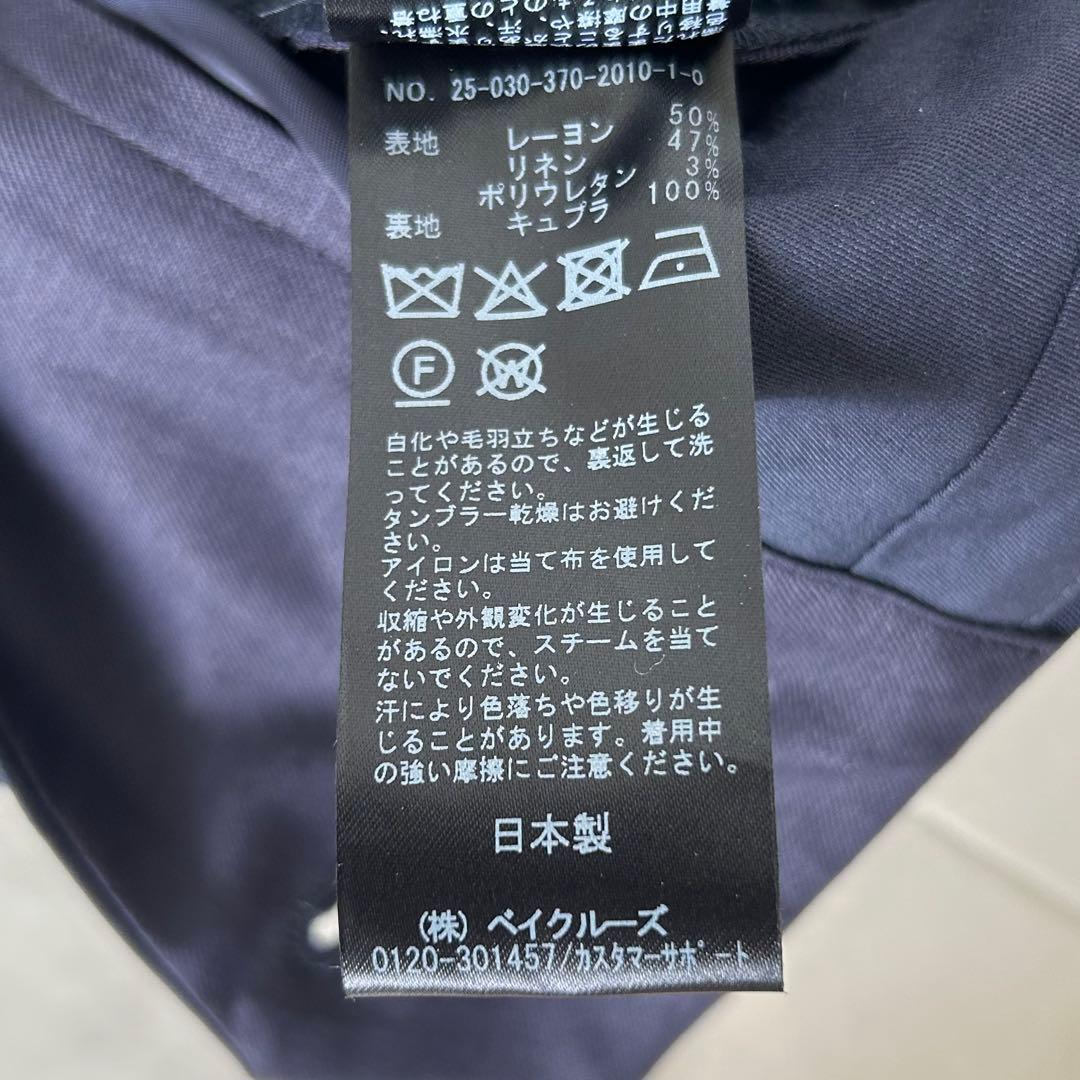 NO. 25-030-370-2010-1-0
表地 レーヨン 50%
リネン 47%
ポリウレタン 3%
裏地 キュプラ 100%
F
W
白化や毛羽立ちなどが生じる
ことがあるので、裏返して洗
ってください。
タンブラー乾燥はお避けくだ
さい。
アイロンは当て布を使用して
ください。
収縮や外観変化が生じること
があるので、スチームを当て
ないでください。
汗により色落ちや色移りが生
じることがあります。着用中
の強い摩擦にご注意ください。
日本製
(株) ベイクルーズ
0120-301457/カスタマーサポート